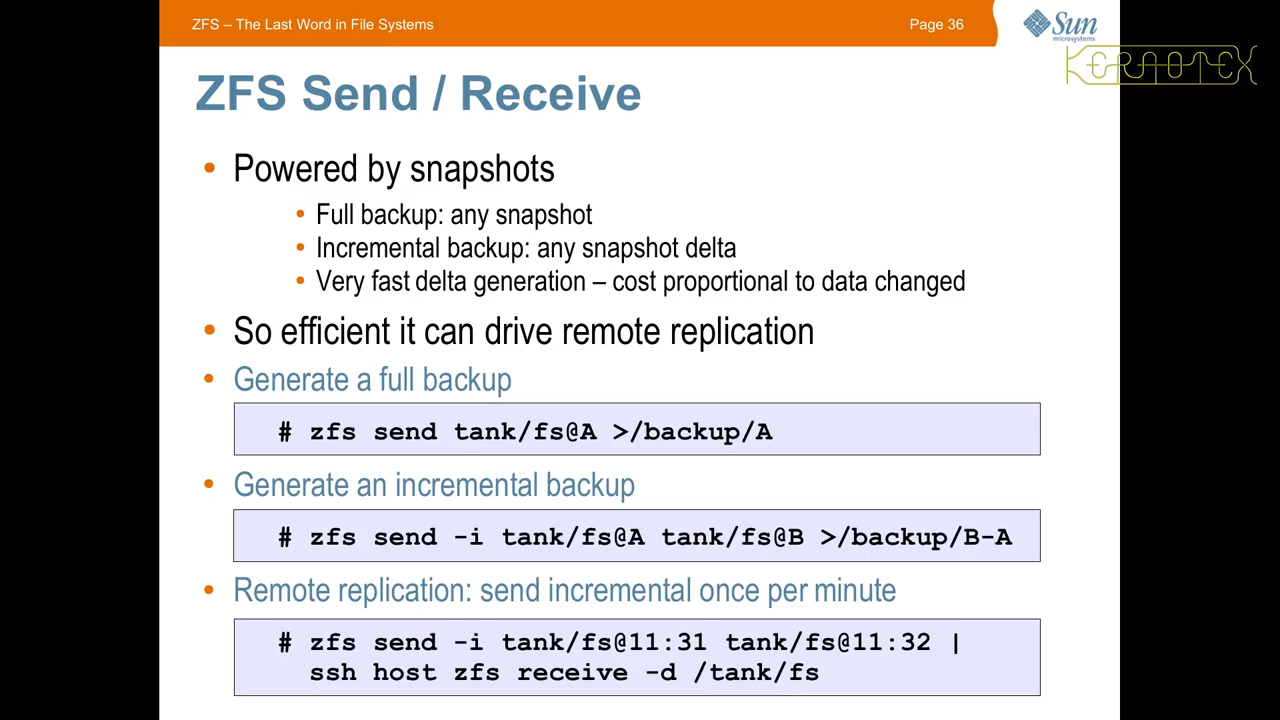 ZFS – The Last Word in File Systems
Page 36
Sun
microsystems
KERNOTEX
ZFS Send / Receive
• Powered by snapshots
• Full backup: any snapshot
• Incremental backup: any snapshot delta
• Very fast delta generation – cost proportional to data changed
• So efficient it can drive remote replication
• Generate a full backup
# zfs send tank/fs@A >/backup/A
• Generate an incremental backup
# zfs send -i tank/fs@A tank/fs@B >/backup/B-A
• Remote replication: send incremental once per minute
# zfs send -i tank/fs@11:31 tank/fs@11:32 |
ssh host zfs receive -d /tank/fs